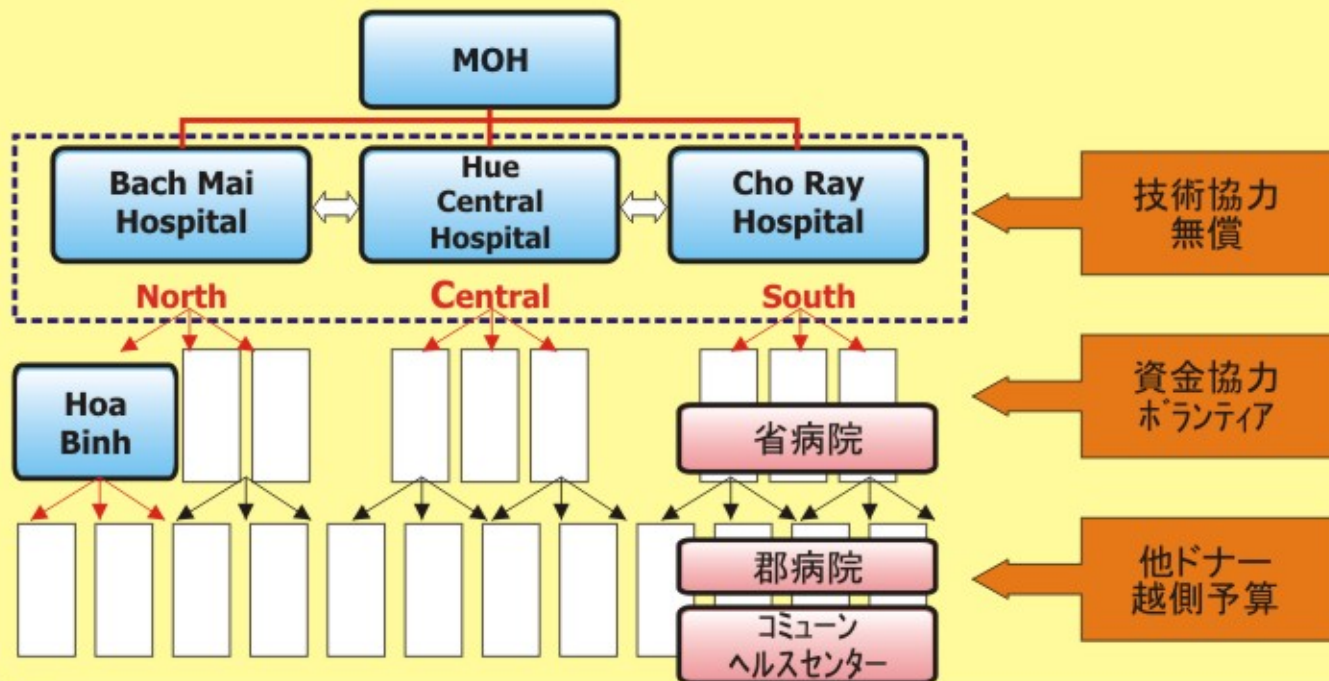 MOH
Bach Mai
Hospital
Hue
Central
Hospital
Cho Ray
Hospital
技術協力
無償
North
Central
South
Hoa
Binh
省病院
資金協力
ボランティア
郡病院
コミューン
ヘルスセンター
他ドナー
越側予算